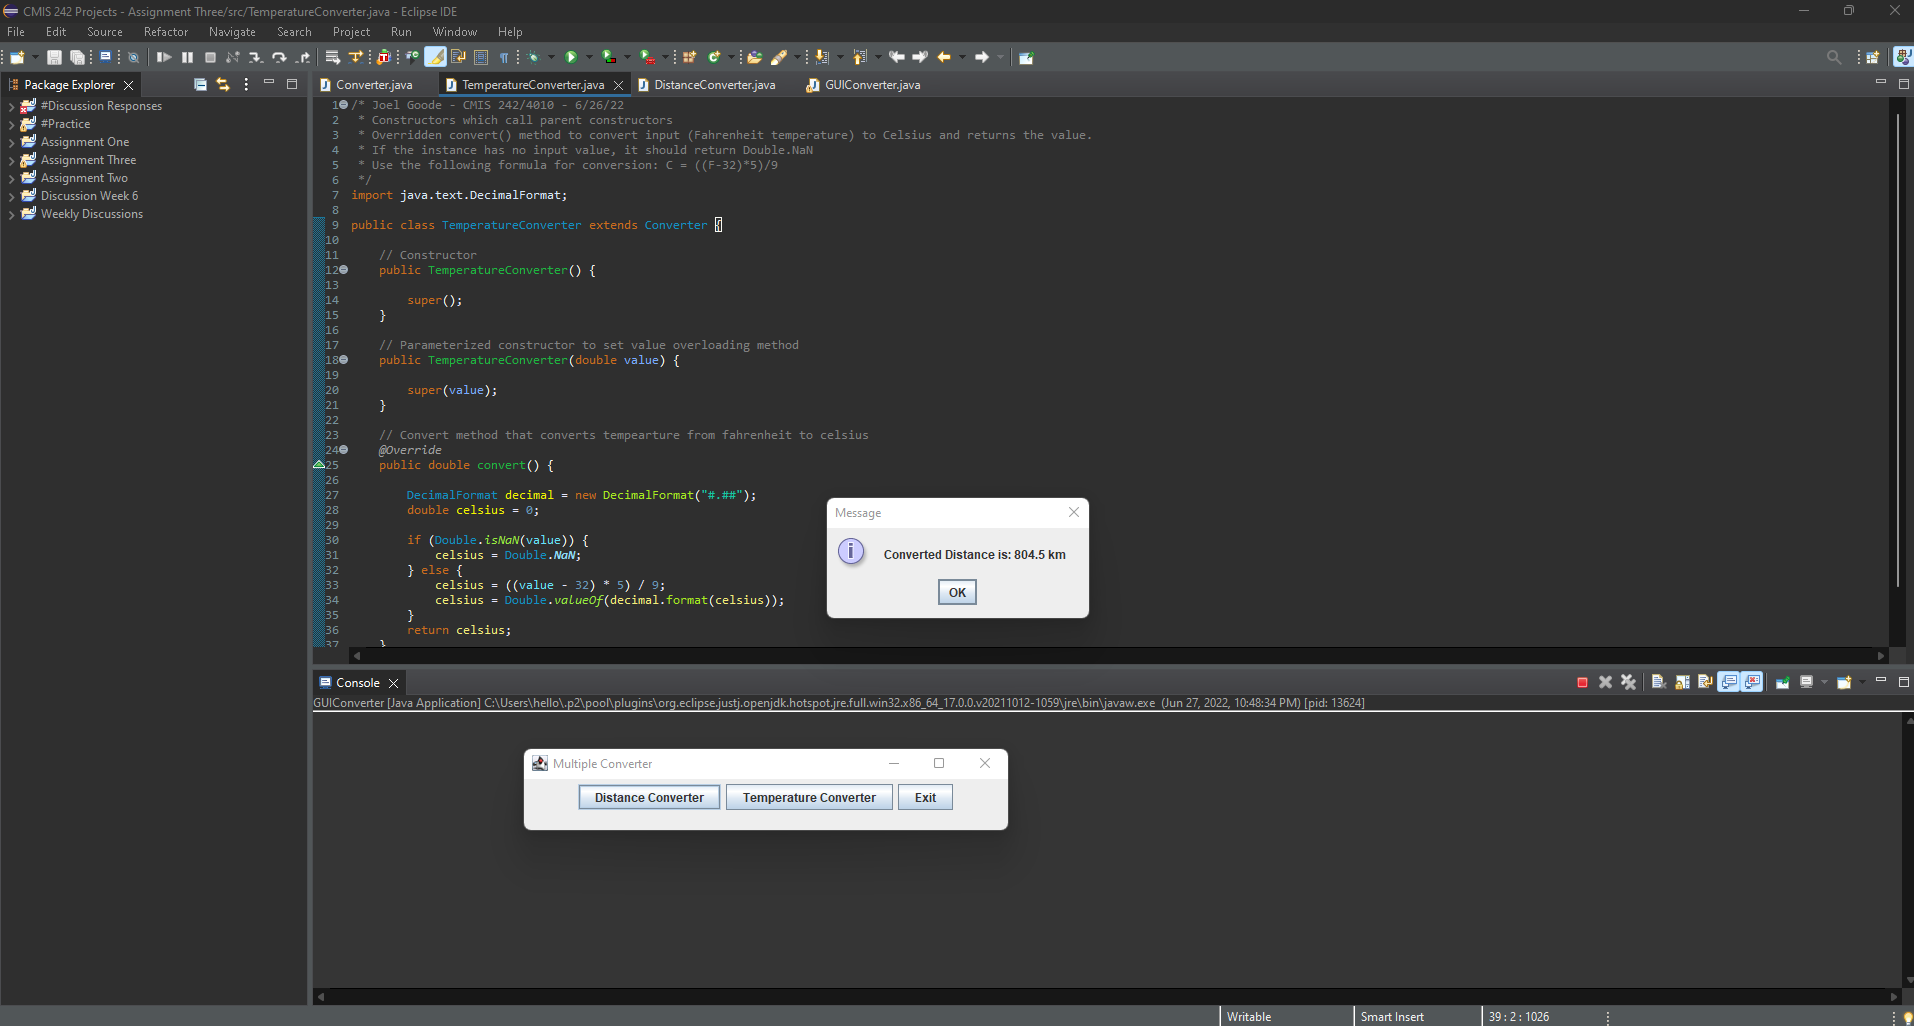 CMIS 242 Projects - Assignment Three/src/TemperatureConverter.java - Eclipse IDE
File Edit Source Refactor Navigate Search Project Run Window Help
Package Explorer
#Discussion Responses
#Practice
Assignment One
Assignment Three
Assignment Two
Discussion Week 6
Weekly Discussions
Converter.java TemperatureConverter.java DistanceConverter.java GUIConverter.java
1 /* Joel Goode - CMIS 242/4010 - 6/26/22
2 * Constructors which call parent constructors
3 * Overridden convert() method to convert input (Fahrenheit temperature) to Celsius and returns the value.
4 * If the instance has no input value, it should return Double.NaN
5 * Use the following formula for conversion: C = ((F-32)*5)/9
6 */
7 import java.text.DecimalFormat;
8
9 public class TemperatureConverter extends Converter {
10
11 // Constructor
12 public TemperatureConverter() {
13
14 super();
15 }
16
17 // Parameterized constructor to set value overloading method
18 public TemperatureConverter(double value) {
19
20 super(value);
21 }
22
23 // Convert method that converts tempearture from fahrenheit to celsius
24 @Override
25 public double convert() {
26
27 DecimalFormat decimal = new DecimalFormat("#.##");
28 double celsius = 0;
29
30 if (Double.isNaN(value)) {
31 celsius = Double.NaN;
32 } else {
33 celsius = ((value - 32) * 5) / 9;
34 celsius = Double.valueOf(decimal.format(celsius));
35 }
36 return celsius;
37 }
Message
Converted Distance is: 804.5 km
OK
Console
GUIConverter [Java Application] C:\Users\hello\.p2\pool\plugins\org.eclipse.justj.openjdk.hotspot.jre.full.win32.x86_64_17.0.0.v20211012-1059\jre\bin\javaw.exe (Jun 27, 2022, 10:48:34 PM) [pid: 13624]
Multiple Converter
Distance Converter Temperature Converter Exit
Writable Smart Insert 39 : 2 : 1026